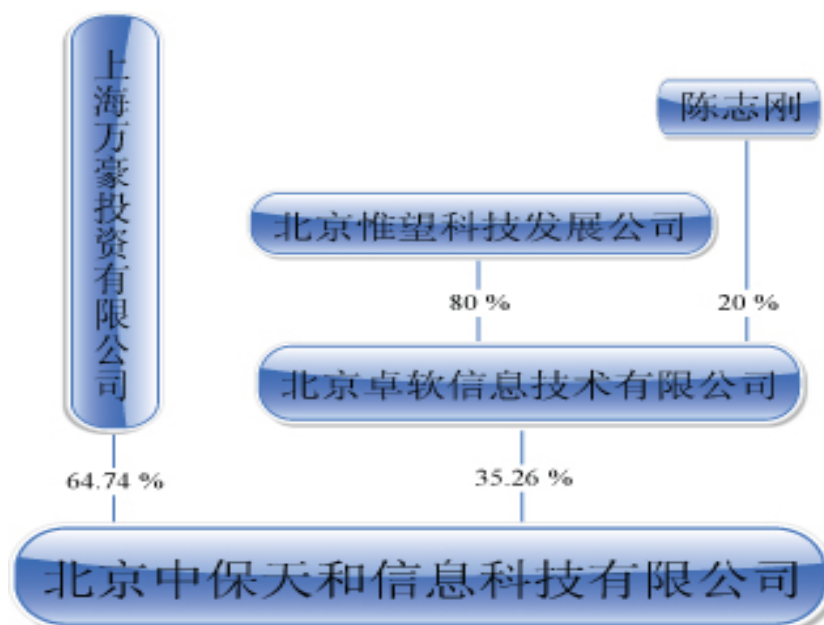 上海万豪投资有限公司
陈志刚
北京惟望科技发展公司
80 %
20 %
北京卓软信息技术有限公司
64.74 %
35.26 %
北京中保天和信息科技有限公司